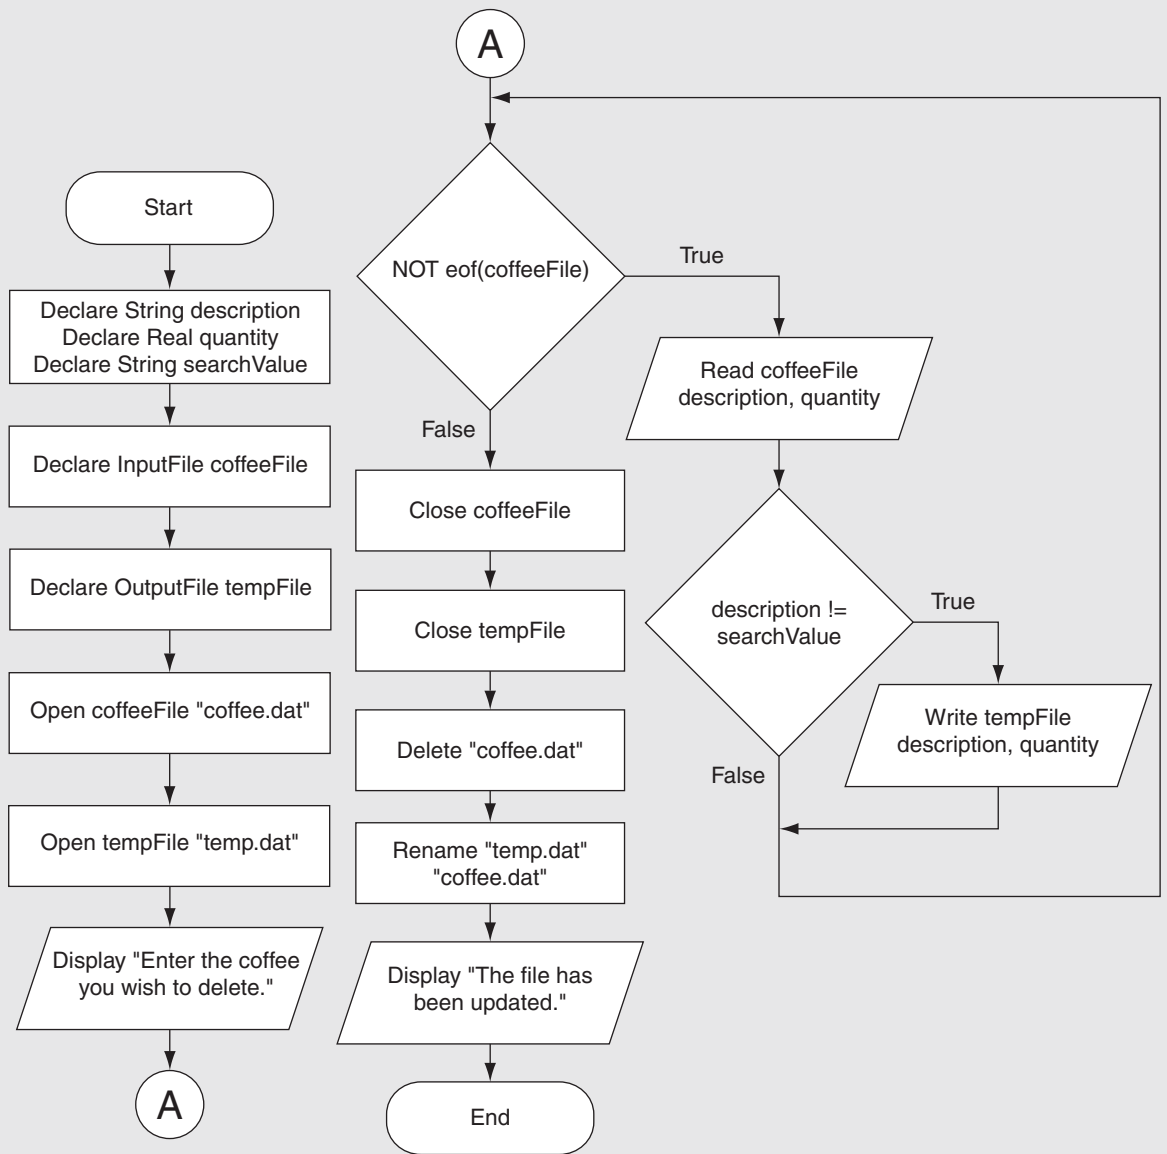 Start
Declare String description
Declare Real quantity
Declare String searchValue
Declare InputFile coffeeFile
Declare OutputFile tempFile
Open coffeeFile "coffee.dat"
Open tempFile "temp.dat"
Display "Enter the coffee
you wish to delete."
A
A
NOT eof(coffeeFile)
True
Read coffeeFile
description, quantity
description !=
searchValue
True
Write tempFile
description, quantity
False
False
Close coffeeFile
Close tempFile
Delete "coffee.dat"
Rename "temp.dat"
"coffee.dat"
Display "The file has
been updated."
End